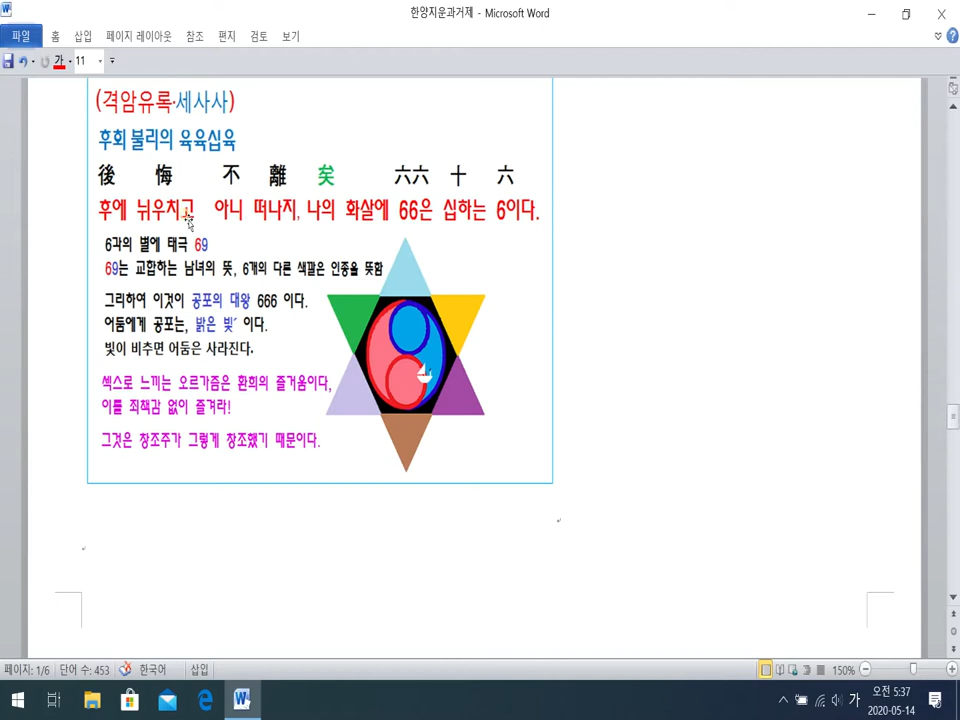 한양지운과거제 - Microsoft Word
파일 홈 삽입 페이지 레이아웃 참조 편지 검토 보기
가 11
(격암유록·세사사)
후회 불리의 육육십육
後 悔 不 離 矣 六六 十 六
후에 뉘우치고 아니 떠나지, 나의 화살에 66은 십하는 6이다.
6각의 별에 태극 69
69는 교합하는 남녀의 뜻, 6개의 다른 색깔은 인종을 뜻함
그리하여 이것이 공포의 대왕 666 이다.
어둠에게 공포는, 밝은 빛˝ 이다.
빛이 비추면 어둠은 사라진다.
섹스로 느끼는 오르가즘은 환희의 즐거움이다,
이를 죄책감 없이 즐겨라!
그것은 창조주가 그렇게 창조했기 때문이다.
페이지: 1/6 단어 수: 453 한국어 삽입 150%
가 오전 5:37
2020-05-14